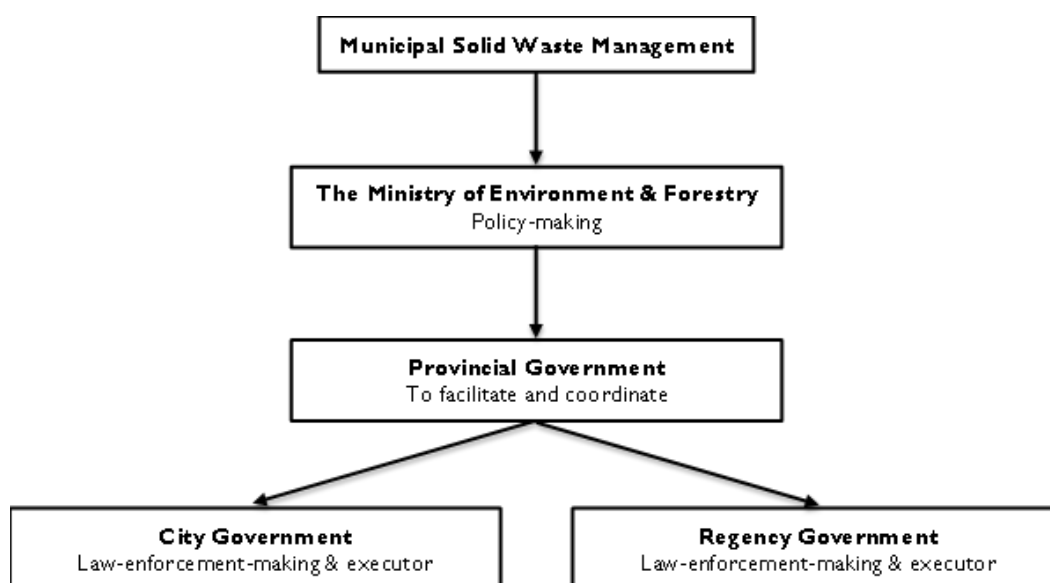 Municipal Solid Waste Management
The Ministry of Environment & Forestry
Policy-making
Provincial Government
To facilitate and coordinate
City Government
Law-enforcement-making & executor
Regency Government
Law-enforcement-making & executor